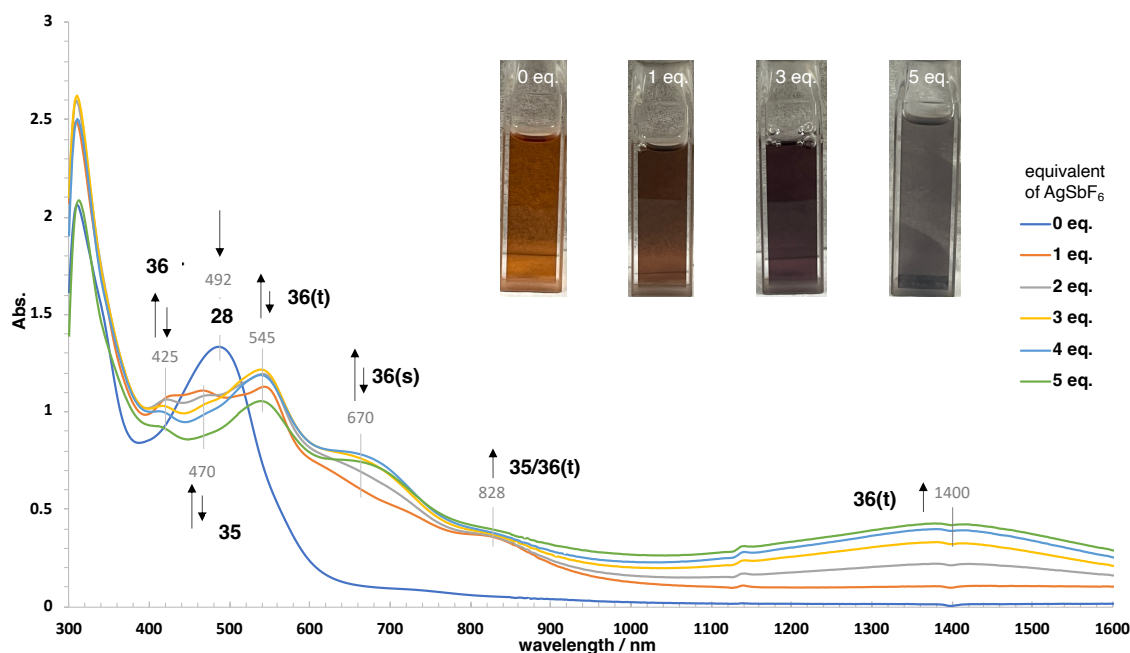 3
2.5
2
1.5
1
0.5
0
Abs.
300 400 500 600 700 800 900 1000 1100 1200 1300 1400 1500 1600
wavelength / nm
0 eq. 1 eq. 3 eq. 5 eq.
equivalent
of AgSbF₆
0 eq.
1 eq.
2 eq.
3 eq.
4 eq.
5 eq.
36
492
28
36(t)
425
545
36(s)
670
470
35
35/36(t)
828
36(t)
1400